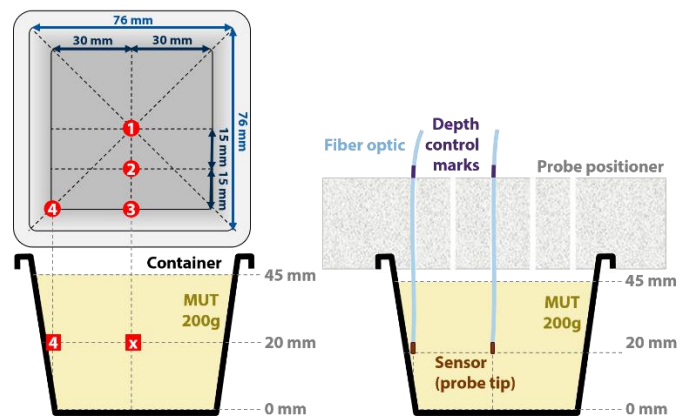 76 mm
30 mm
30 mm
76 mm
15 mm
15 mm
1
2
4
3
Container
45 mm
MUT
200g
4
x
20 mm
0 mm
Fiber optic
Depth
control
marks
Probe positioner
45 mm
MUT
200g
20 mm
Sensor
(probe tip)
0 mm